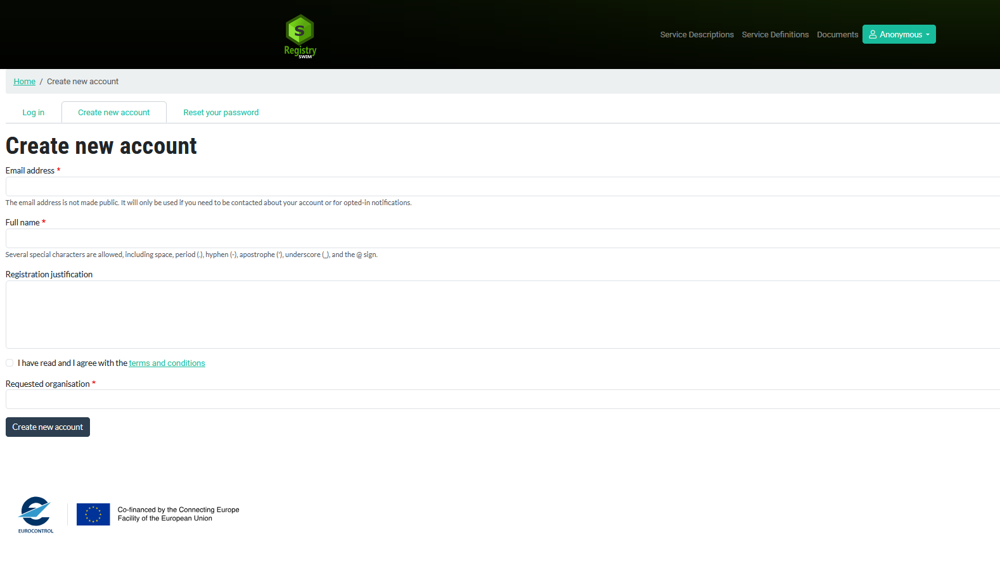 S
Registry
SWIM
Service Descriptions Service Definitions Documents Anonymous
Home / Create new account
Log in Create new account Reset your password
Create new account
Email address *
The email address is not made public. It will only be used if you need to be contacted about your account or for opted-in notifications.
Full name *
Several special characters are allowed, including space, period (.), hyphen (-), apostrophe ('), underscore (_), and the @ sign.
Registration justification
I have read and I agree with the terms and conditions
Requested organisation *
Create new account
EUROCONTROL
Co-financed by the Connecting Europe
Facility of the European Union